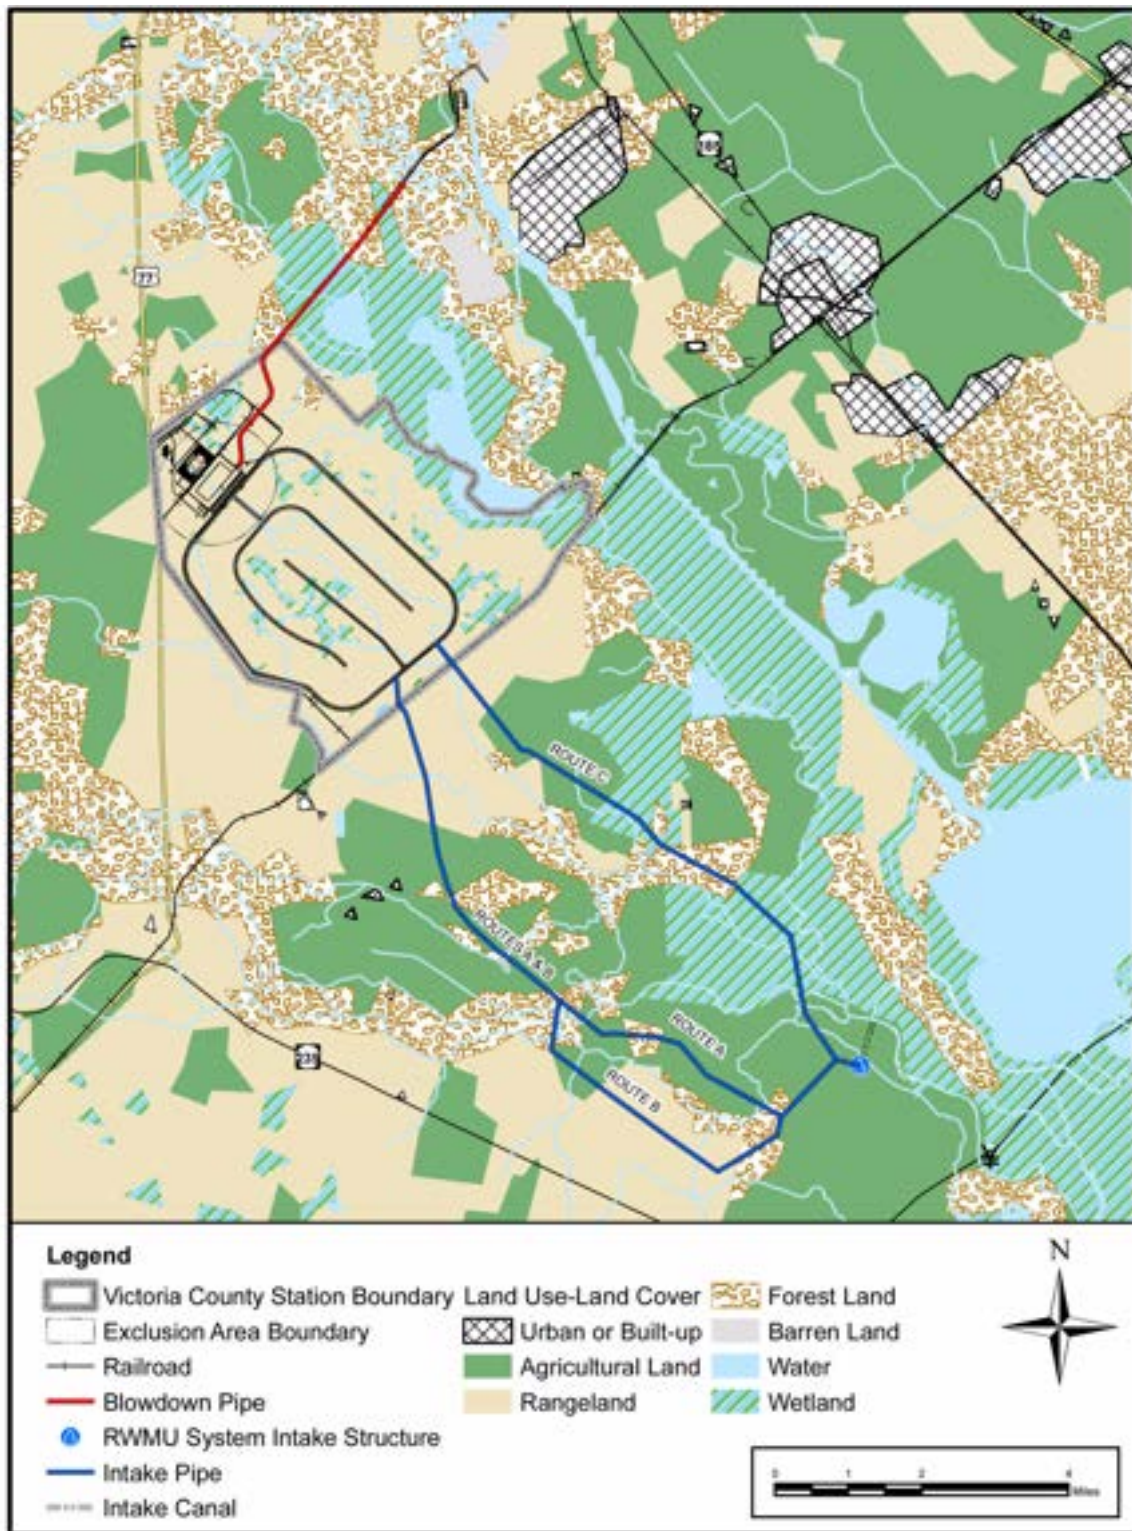 185
77
ROUTE C
ROUTES A & B
ROUTE A
ROUTE B
239
Legend
Victoria County Station Boundary
Exclusion Area Boundary
Railroad
Blowdown Pipe
RWMU System Intake Structure
Intake Pipe
Intake Canal
Land Use-Land Cover
Urban or Built-up
Agricultural Land
Rangeland
Forest Land
Barren Land
Water
Wetland
N
0 1 2 4
Miles